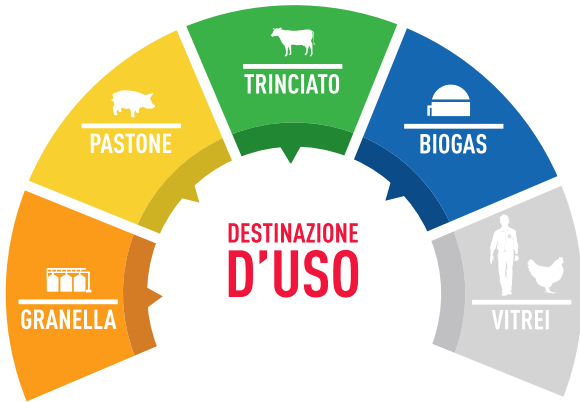 GRANELLA
PASTONE
TRINCIATO
BIOGAS
VITREI
DESTINAZIONE
D'USO